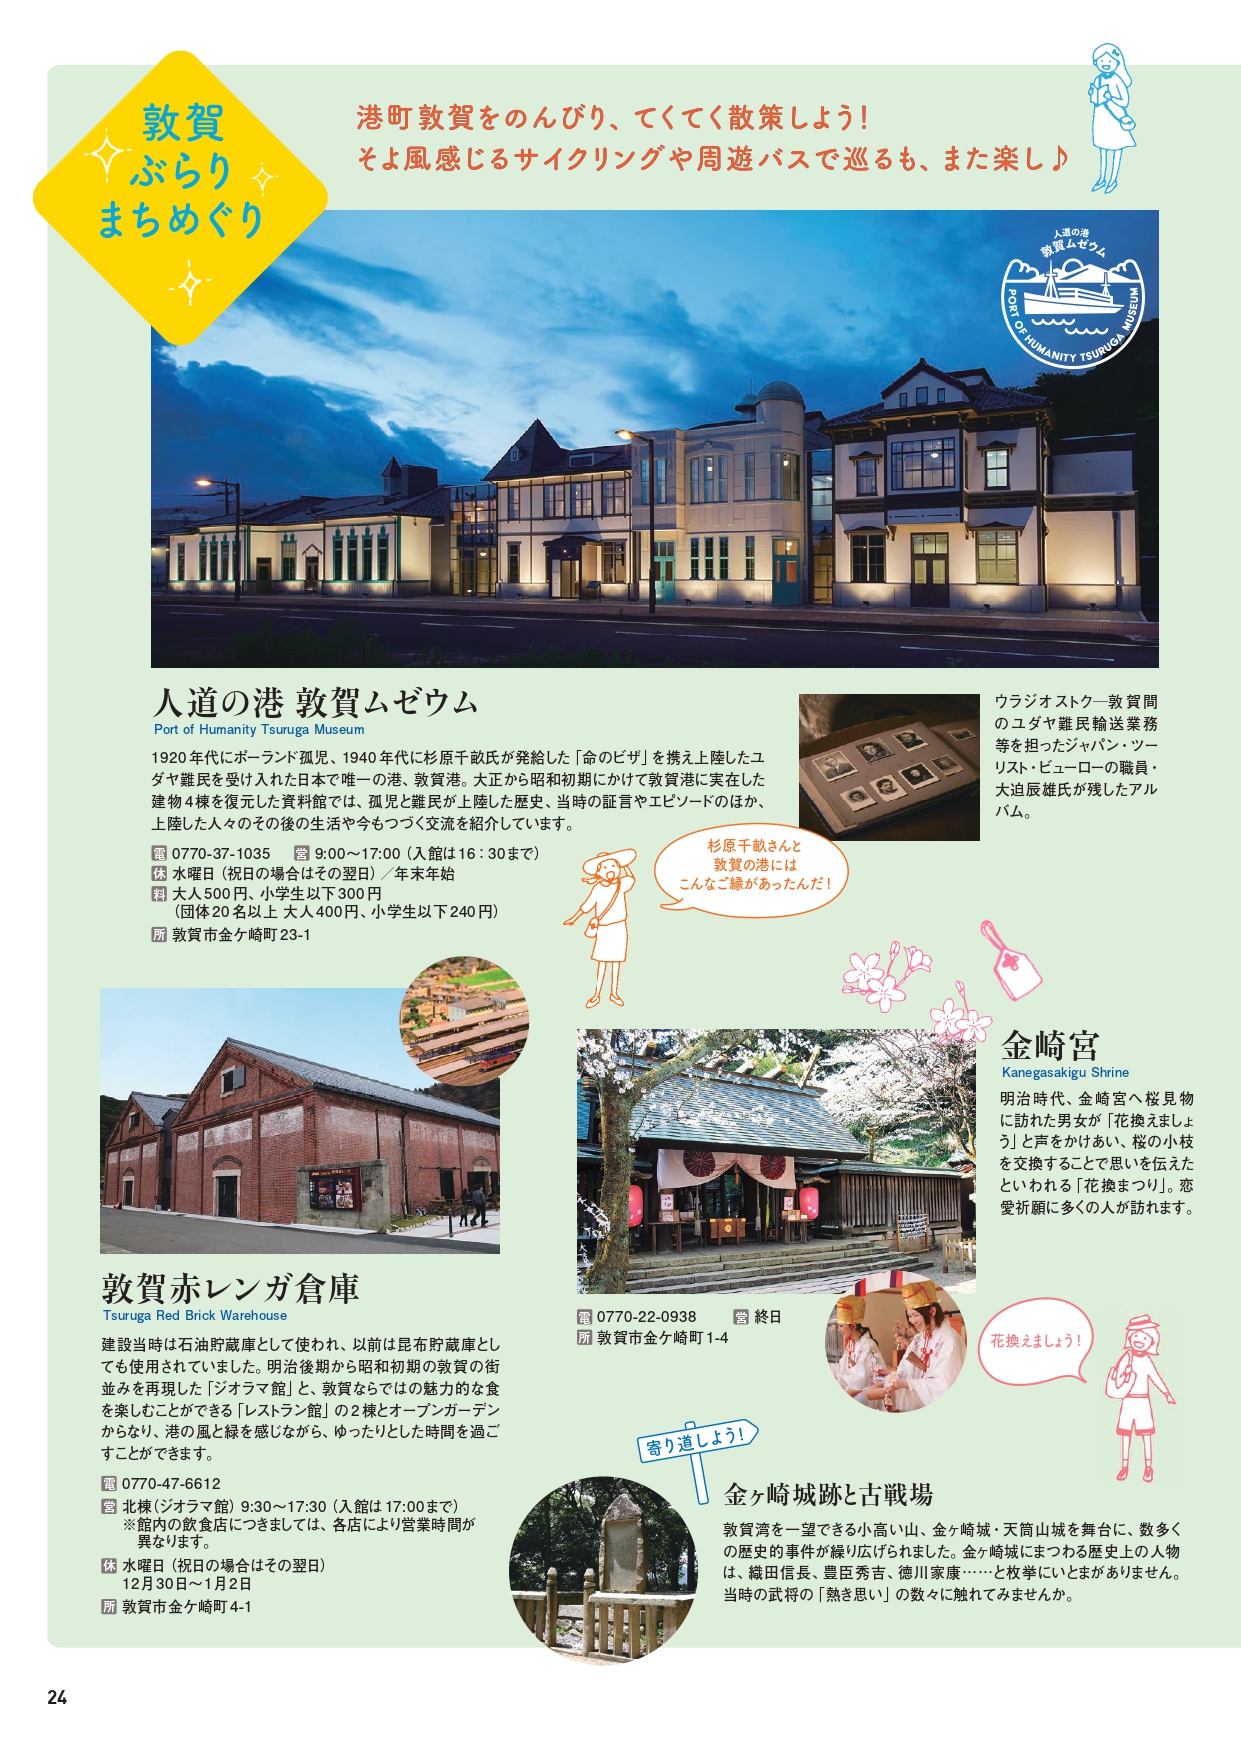 敦賀
ぶらり
まちめぐり
港町敦賀をのんびり、てくてく散策しよう！
そよ風感じるサイクリングや周遊バスで巡るも、また楽し♪
人道の港
敦賀ムゼウム
PORT OF HUMANITY TSURUGA MUSEUM
人道の港 敦賀ムゼウム
Port of Humanity Tsuruga Museum
1920年代にポーランド孤児、1940年代に杉原千畝氏が発給した「命のビザ」を携え上陸したユ
ダヤ難民を受け入れた日本で唯一の港、敦賀港。大正から昭和初期にかけて敦賀港に実在した
建物4棟を復元した資料館では、孤児と難民が上陸した歴史、当時の証言やエピソードのほか、
上陸した人々のその後の生活や今もつづく交流を紹介しています。
電 0770-37-1035 営 9:00〜17:00（入館は16：30まで）
休 水曜日（祝日の場合はその翌日）／年末年始
料 大人500円、小学生以下300円
（団体20名以上 大人400円、小学生以下240円）
所 敦賀市金ケ崎町23-1
ウラジオストク―敦賀間
のユダヤ難民輸送業務
等を担ったジャパン・ツー
リスト・ビューローの職員・
大迫辰雄氏が残したアル
バム。
杉原千畝さんと
敦賀の港には
こんなご縁があったんだ！
金崎宮
Kanegasakigu Shrine
明治時代、金崎宮へ桜見物
に訪れた男女が「花換えましょ
う」と声をかけあい、桜の小枝
を交換することで思いを伝えた
といわれる「花換まつり」。恋
愛祈願に多くの人が訪れます。
電 0770-22-0938 営 終日
所 敦賀市金ケ崎町1-4
花換えましょう！
敦賀赤レンガ倉庫
Tsuruga Red Brick Warehouse
建設当時は石油貯蔵庫として使われ、以前は昆布貯蔵庫とし
ても使用されていました。明治後期から昭和初期の敦賀の街
並みを再現した「ジオラマ館」と、敦賀ならではの魅力的な食
を楽しむことができる「レストラン館」の2棟とオープンガーデン
からなり、港の風と緑を感じながら、ゆったりとした時間を過ご
すことができます。
電 0770-47-6612
営 北棟（ジオラマ館）9:30〜17:30（入館は17:00まで）
※館内の飲食店につきましては、各店により営業時間が
異なります。
休 水曜日（祝日の場合はその翌日）
12月30日〜1月2日
所 敦賀市金ケ崎町4-1
寄り道しよう！
金ヶ崎城跡と古戦場
敦賀湾を一望できる小高い山、金ヶ崎城・天筒山城を舞台に、数多く
の歴史的事件が繰り広げられました。金ヶ崎城にまつわる歴史上の人物
は、織田信長、豊臣秀吉、徳川家康……と枚挙にいとまがありません。
当時の武将の「熱き思い」の数々に触れてみませんか。
24